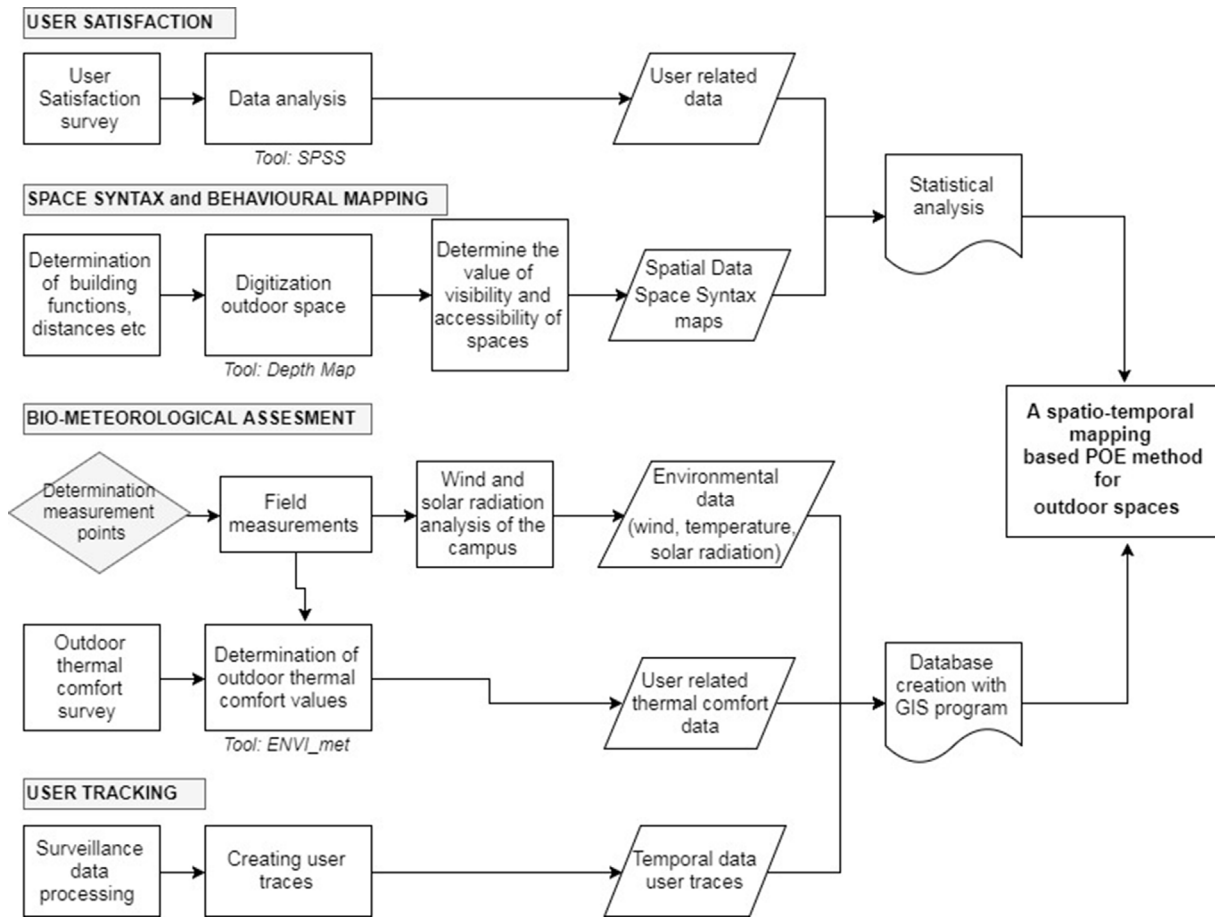 USER SATISFACTION
User
Satisfaction
survey
Data analysis
Tool: SPSS
User related
data
SPACE SYNTAX and BEHAVIOURAL MAPPING
Determination
of building
functions,
distances etc
Digitization
outdoor space
Tool: Depth Map
Determine the
value of
visibility and
accessibility of
spaces
Spatial Data
Space Syntax
maps
Statistical
analysis
BIO-METEOROLOGICAL ASSESMENT
Determination
measurement
points
Field
measurements
Wind and
solar radiation
analysis of the
campus
Environmental
data
(wind, temperature,
solar radiation)
Outdoor
thermal
comfort
survey
Determination of
outdoor thermal
comfort values
Tool: ENVI_met
User related
thermal comfort
data
Database
creation with
GIS program
USER TRACKING
Surveillance
data
processing
Creating user
traces
Temporal data
user traces
A spatio-temporal
mapping
based POE method
for
outdoor spaces